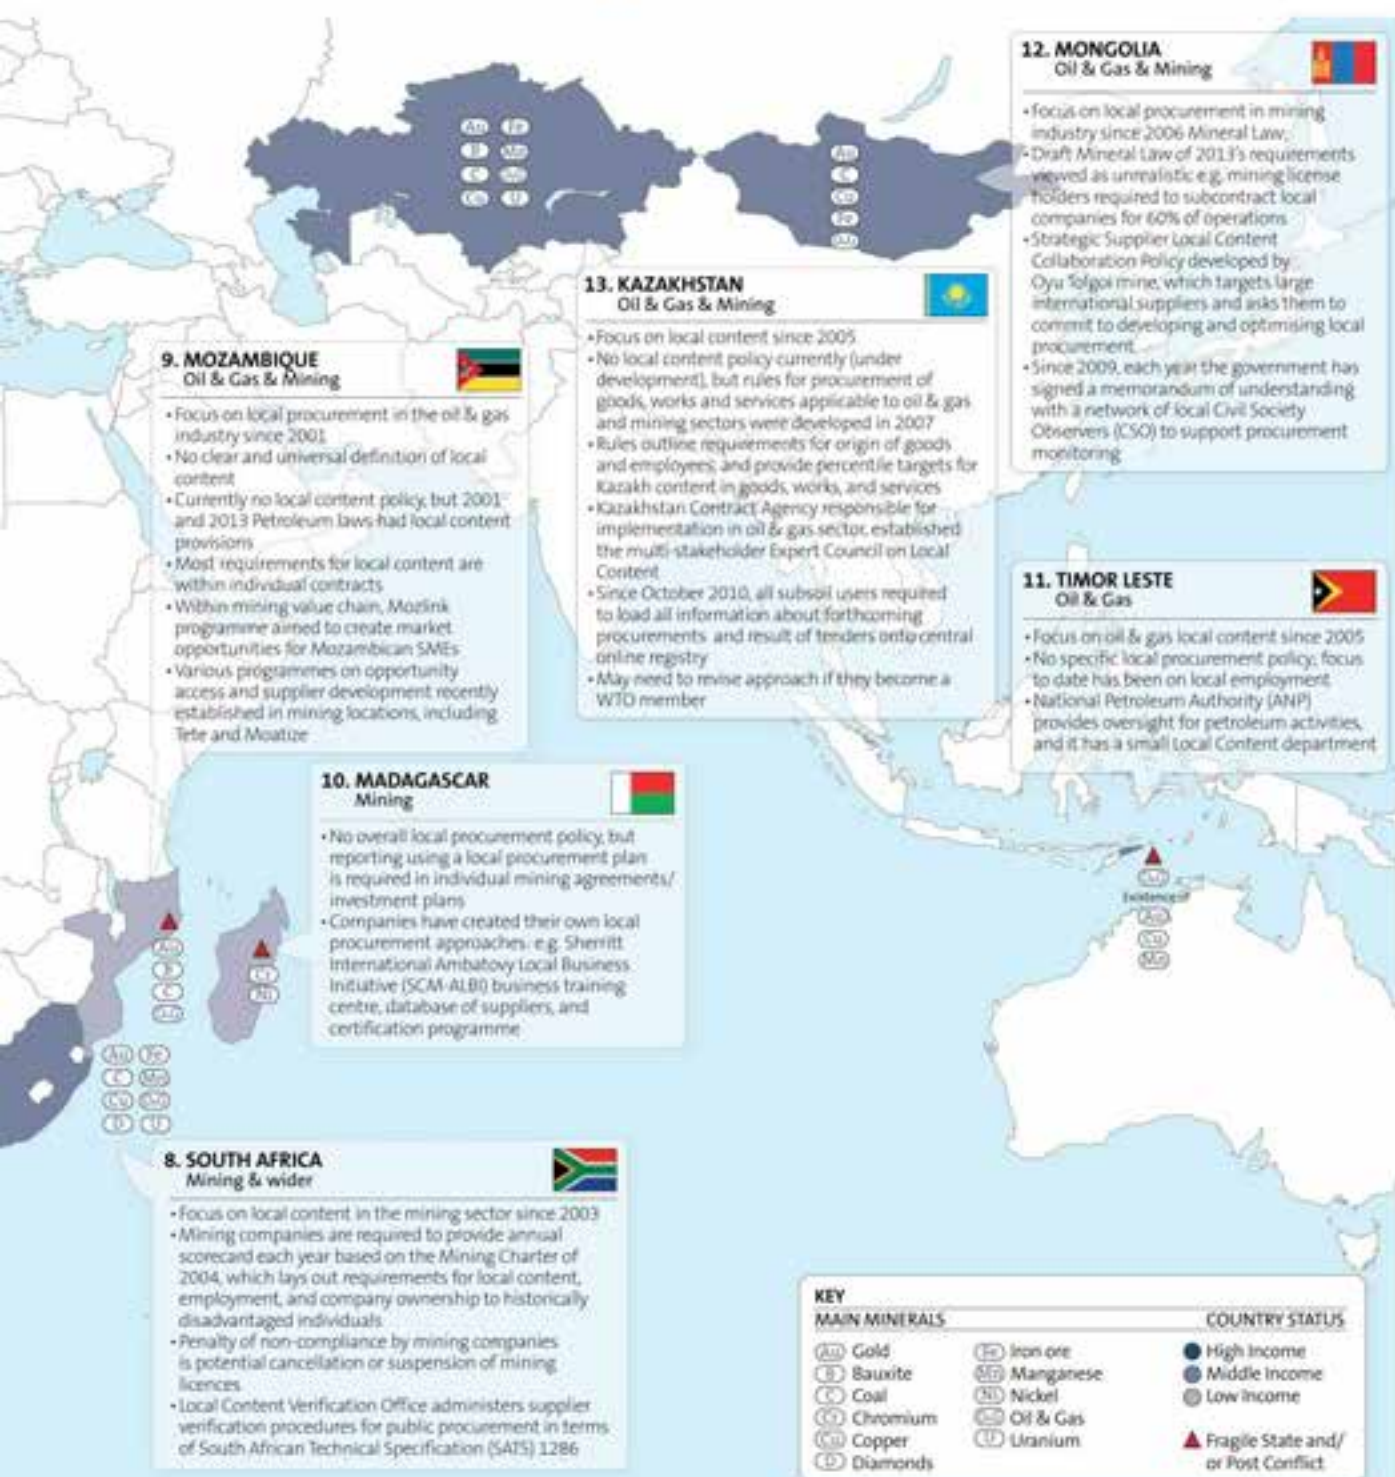 12. MONGOLIA
Oil & Gas & Mining
• Focus on local procurement in mining
industry since 2006 Mineral Law,
• Draft Mineral Law of 2013's requirements
viewed as unrealistic e.g. mining license
holders required to subcontract local
companies for 60% of operations
• Strategic Supplier Local Content
Collaboration Policy developed by
Oyu Tolgoi mine, which targets large
international suppliers and asks them to
commit to developing and optimising local
procurement
• Since 2009, each year the government has
signed a memorandum of understanding
with a network of local Civil Society
Observers (CSO) to support procurement
monitoring
Au Fe
B Mn
C
Cu U
Au
C
Cu
Fe
13. KAZAKHSTAN
Oil & Gas & Mining
• Focus on local content since 2005
• No local content policy currently (under
development), but rules for procurement of
goods, works and services applicable to oil & gas
and mining sectors were developed in 2007
• Rules outline requirements for origin of goods
and employees; and provide percentile targets for
Kazakh content in goods, works, and services
• Kazakhstan Contract Agency responsible for
implementation in oil & gas sector, established
the multi-stakeholder Expert Council on Local
Content
• Since October 2010, all subsoil users required
to load all information about forthcoming
procurements and result of tenders onto central
online registry
• May need to revise approach if they become a
WTO member
9. MOZAMBIQUE
Oil & Gas & Mining
• Focus on local procurement in the oil & gas
industry since 2001
• No clear and universal definition of local
content
• Currently no local content policy, but 2001
and 2013 Petroleum laws had local content
provisions
• Most requirements for local content are
within individual contracts
• Within mining value chain, Mozlink
programme aimed to create market
opportunities for Mozambican SMEs
• Various programmes on opportunity
access and supplier development recently
established in mining locations, including
Tete and Moatize
11. TIMOR LESTE
Oil & Gas
• Focus on oil & gas local content since 2005
• No specific local procurement policy; focus
to date has been on local employment
• National Petroleum Authority (ANP)
provides oversight for petroleum activities,
and it has a small Local Content department
10. MADAGASCAR
Mining
• No overall local procurement policy, but
reporting using a local procurement plan
is required in individual mining agreements/
investment plans
• Companies have created their own local
procurement approaches. e.g. Sherritt
International Ambatovy Local Business
Initiative (SCM-ALBI) business training
centre, database of suppliers, and
certification programme
Au
B
C
Cr
Ni
Evidence of
Au
Cu
Mn
Au Fe
C Mn
Cu
D U
8. SOUTH AFRICA
Mining & wider
• Focus on local content in the mining sector since 2003
• Mining companies are required to provide annual
scorecard each year based on the Mining Charter of
2004, which lays out requirements for local content,
employment, and company ownership to historically
disadvantaged individuals
• Penalty of non-compliance by mining companies
is potential cancellation or suspension of mining
licences
• Local Content Verification Office administers supplier
verification procedures for public procurement in terms
of South African Technical Specification (SATS) 1286
KEY
MAIN MINERALS
Au Gold
B Bauxite
C Coal
Cr Chromium
Cu Copper
D Diamonds
Fe Iron ore
Mn Manganese
Ni Nickel
Oil & Gas
U Uranium
COUNTRY STATUS
High Income
Middle Income
Low Income
Fragile State and/
or Post Conflict